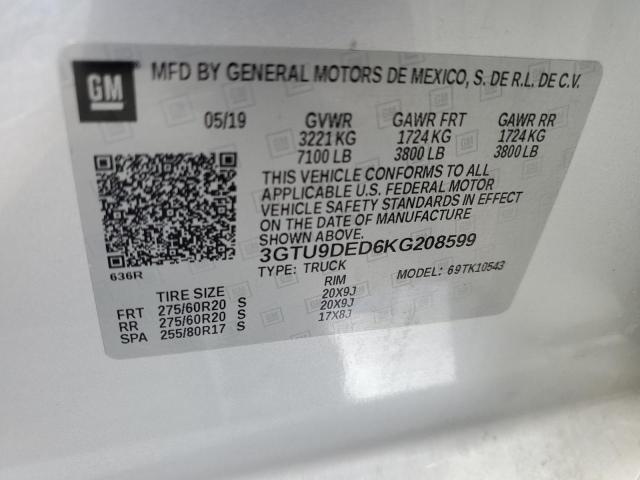 GM
MFD BY GENERAL MOTORS DE MEXICO, S. DE R.L. DE C.V.
05/19 GVWR GAWR FRT GAWR RR
3221 KG 1724 KG 1724 KG
7100 LB 3800 LB 3800 LB
THIS VEHICLE CONFORMS TO ALL
APPLICABLE U.S. FEDERAL MOTOR
VEHICLE SAFETY STANDARDS IN EFFECT
ON THE DATE OF MANUFACTURE
3GTU9DED6KG208599
636R
TYPE: TRUCK MODEL: 69TK10543
TIRE SIZE RIM
FRT 275/60R20 S 20X9J
RR 275/60R20 S 20X9J
SPA 255/80R17 S 17X8J